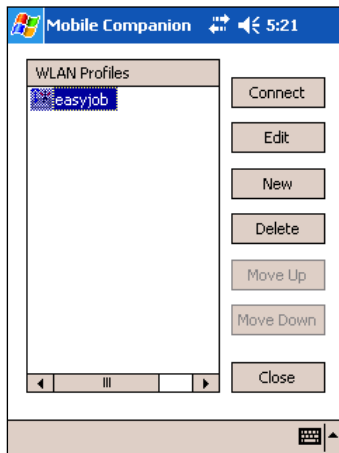 Mobile Companion 5:21
WLAN Profiles
easyjob
Connect
Edit
New
Delete
Move Up
Move Down
Close